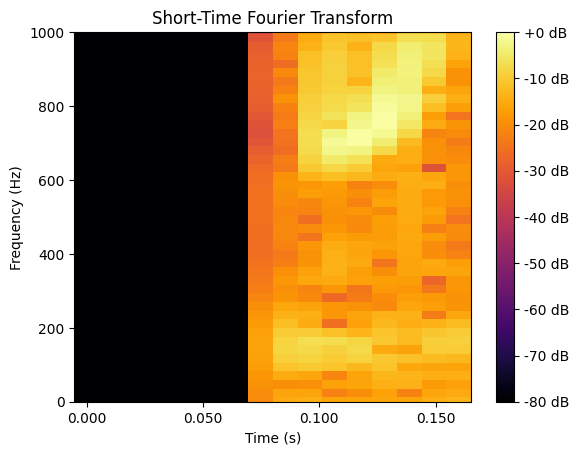 Short-Time Fourier Transform
1000
800
600
400
200
0
Frequency (Hz)
0.000
0.050
0.100
0.150
Time (s)
+0 dB
-10 dB
-20 dB
-30 dB
-40 dB
-50 dB
-60 dB
-70 dB
-80 dB